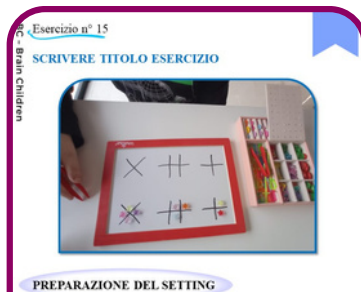 Esercizio n° 15
BC - Brain Children
SCRIVERE TITOLO ESERCIZIO
PREPARAZIONE DEL SETTING